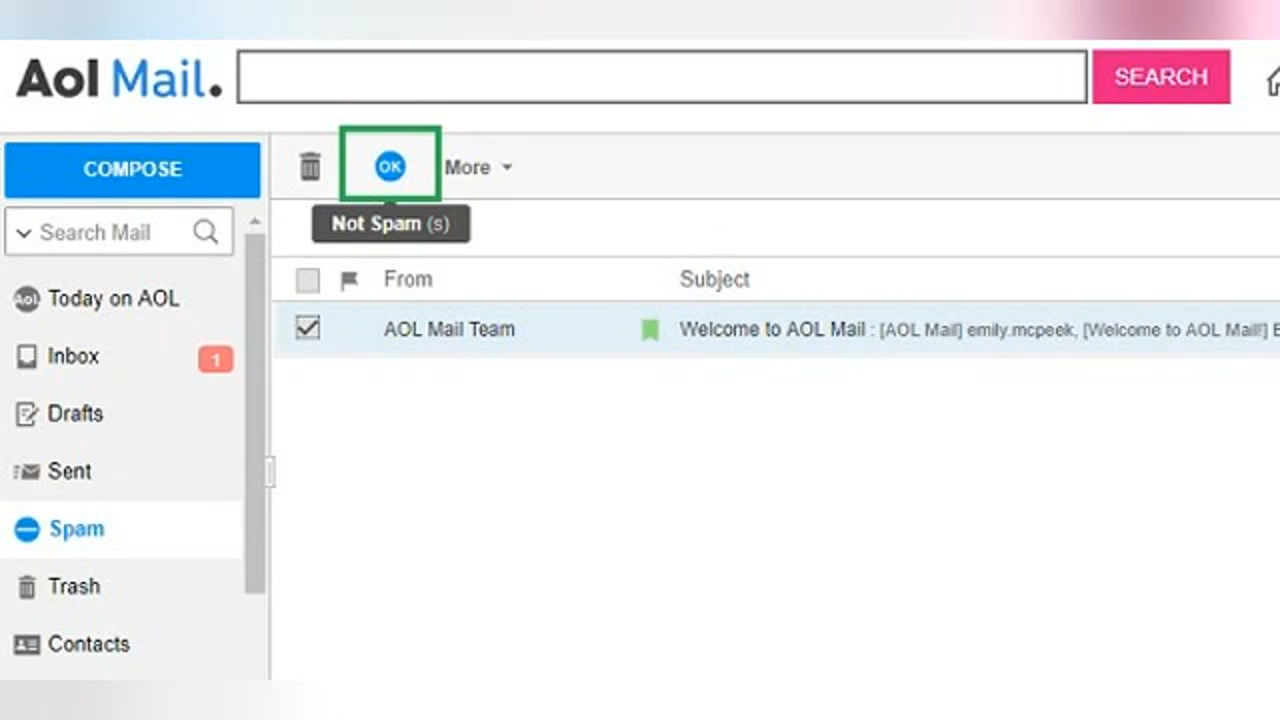 Aol Mail.
SEARCH
COMPOSE
OK
More
Not Spam (s)
Search Mail
From
Subject
Aol.
Today on AOL
AOL Mail Team
Welcome to AOL Mail : [AOL Mail] emily.mcpeek, [Welcome to AOL Mail!] E
Inbox
1
Drafts
Sent
Spam
Trash
Contacts